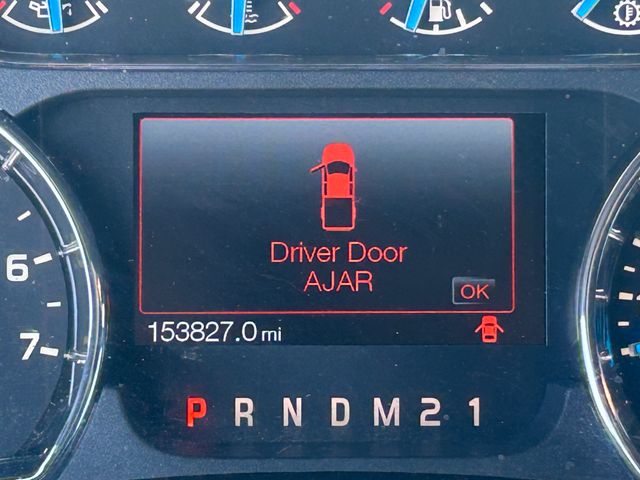 Driver Door
AJAR
OK
153827.0 mi
6
7
P R N D M 2 1